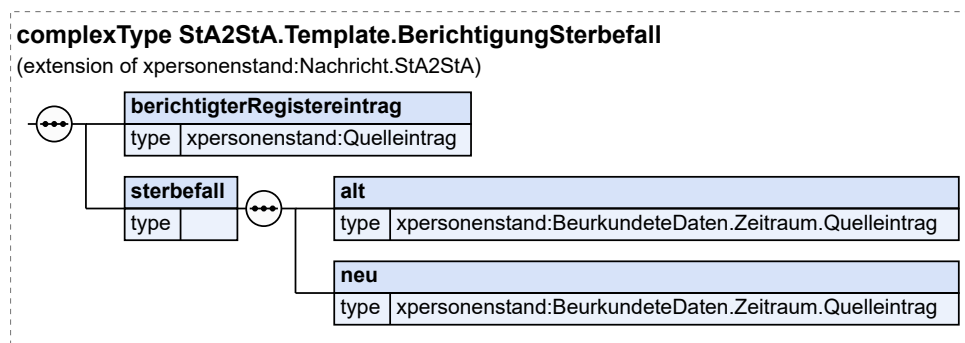 complexType StA2StA.Template.BerichtigungSterbefall
(extension of xpersonenstand:Nachricht.StA2StA)
berichtigterRegistereintrag
type xpersonenstand:Quelleintrag
sterbefall
type
alt
type xpersonenstand:BeurkundeteDaten.Zeitraum.Quelleintrag
neu
type xpersonenstand:BeurkundeteDaten.Zeitraum.Quelleintrag